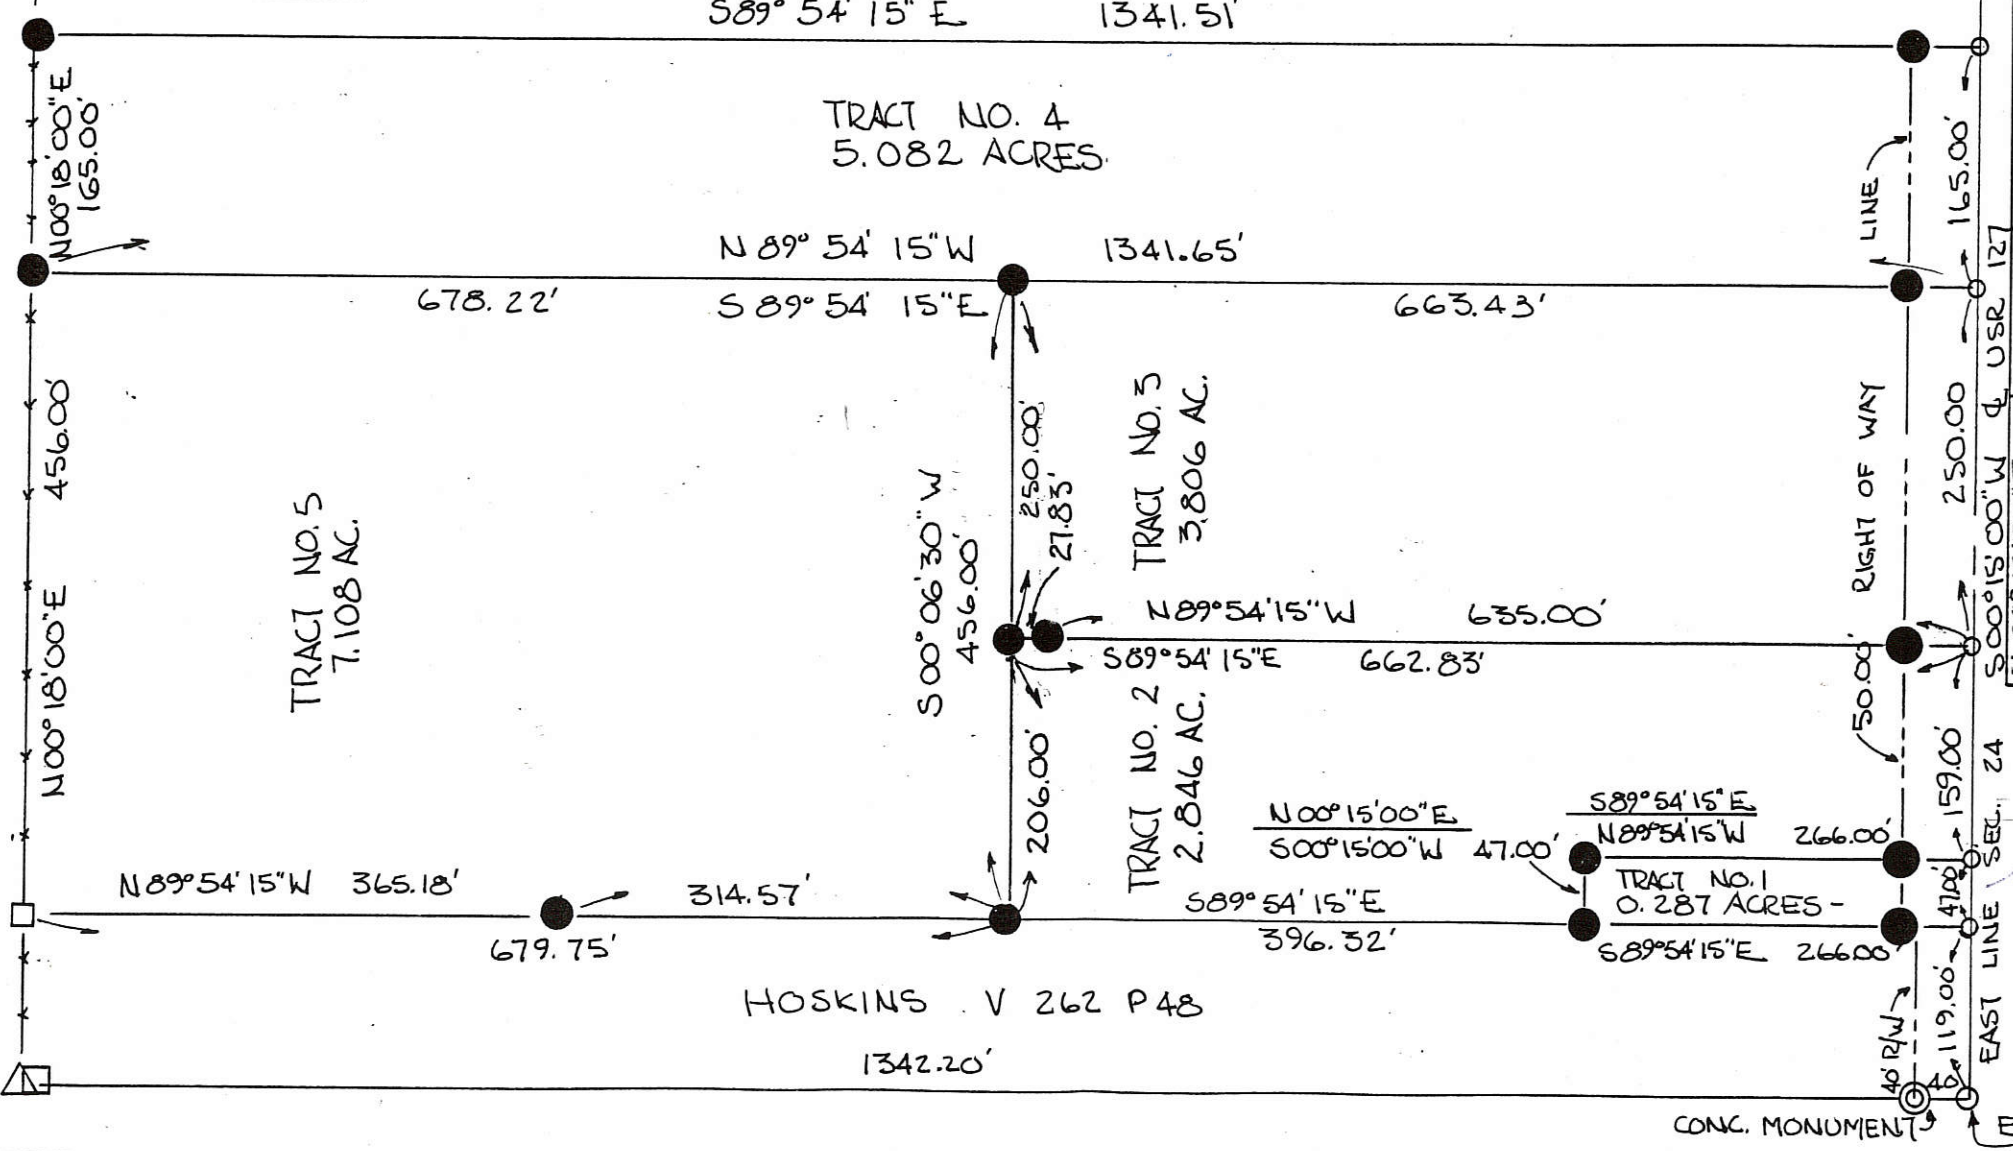 S89° 54' 15" E 1341.51'
N00°18'00"E
165.00'
TRACT NO. 4
5.082 ACRES.
LINE
165.00'
N 89° 54' 15" W 1341.65'
678.22' S 89° 54' 15" E 663.43'
N00°18'00"E 456.00'
TRACT NO. 5
7.108 AC.
S 00° 06' 30" W
456.00'
250.00'
27.83'
TRACT NO. 3
3.806 AC.
RIGHT OF WAY
50.00'
250.00
S 00° 15' 00" W ℄ USR 127
N89°54'15"W 635.00'
S89°54'15"E 662.83'
206.00'
TRACT NO. 2
2.846 AC.
N00°15'00"E
S00°15'00"W 47.00'
S89°54'15"E
N89°54'15"W 266.00'
159.00'
TRACT NO. 1
0.287 ACRES -
47.00'
EAST LINE SEC. 24
N 89° 54' 15" W 365.18' 314.57'
679.75'
S89° 54' 15" E
396.32'
S89°54'15"E 266.00'
HOSKINS . V 262 P 48
40' R/W
119.00'
1342.20'
40'
CONC. MONUMENT
E